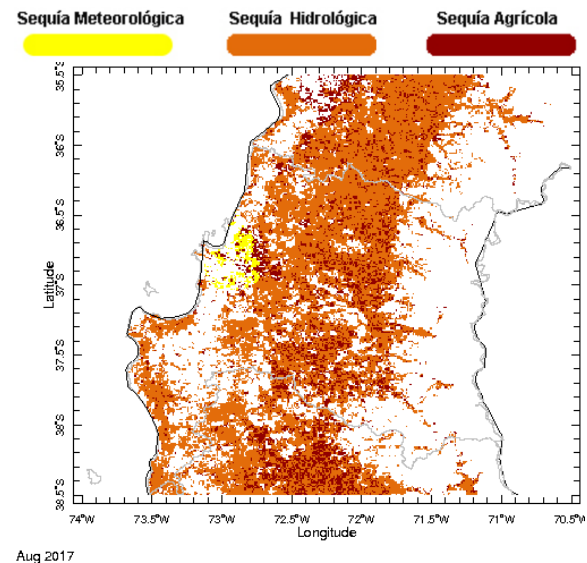 Sequía Meteorológica Sequía Hidrológica Sequía Agrícola
35.5°S
36°S
36.5°S
37°S
37.5°S
38°S
38.5°S
Latitude
74°W 73.5°W 73°W 72.5°W 72°W 71.5°W 71°W 70.5°W
Longitude
Aug 2017